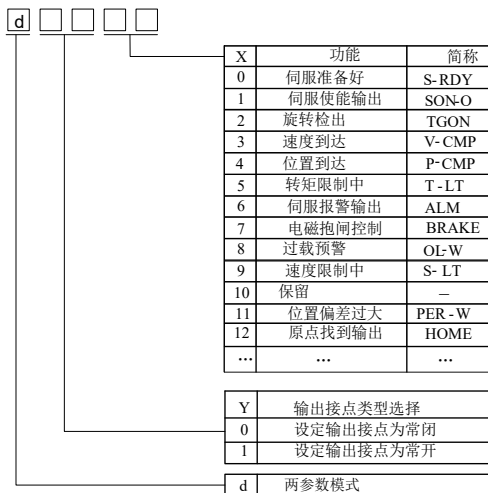 d
X 功能 简称
0 伺服准备好 S-RDY
1 伺服使能输出 SON-O
2 旋转检出 TGON
3 速度到达 V-CMP
4 位置到达 P-CMP
5 转矩限制中 T-LT
6 伺服报警输出 ALM
7 电磁抱闸控制 BRAKE
8 过载预警 OL-W
9 速度限制中 S-LT
10 保留 –
11 位置偏差过大 PER-W
12 原点找到输出 HOME
... ... ...
Y 输出接点类型选择
0 设定输出接点为常闭
1 设定输出接点为常开
d 两参数模式